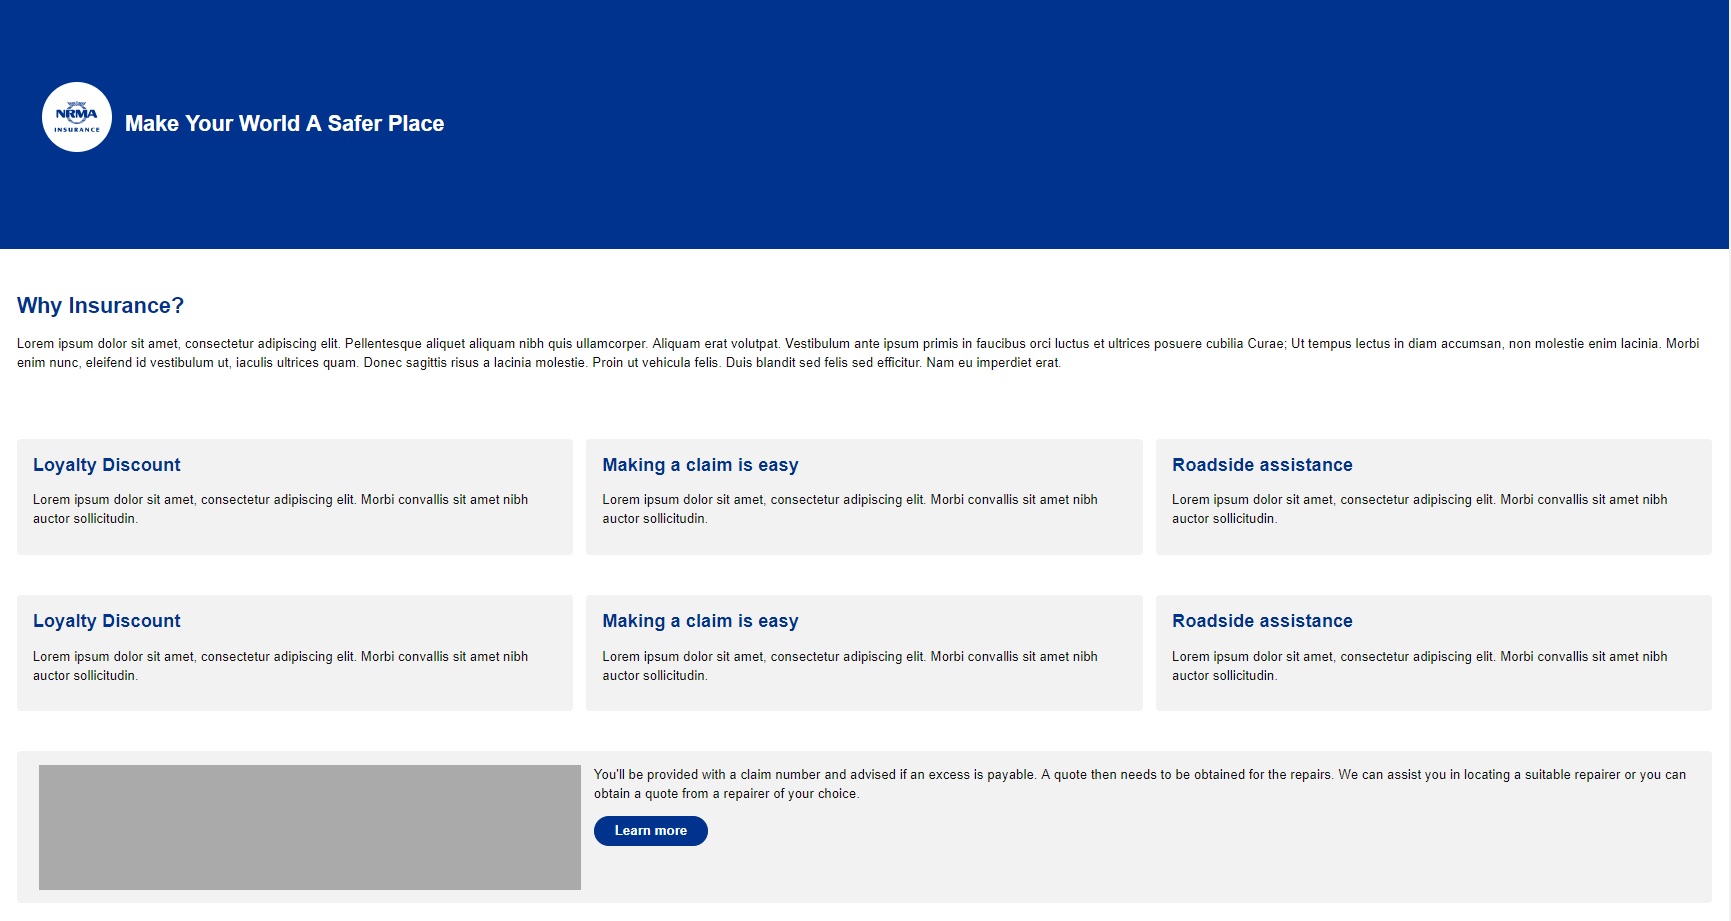 NRMA
INSURANCE
Make Your World A Safer Place
Why Insurance?
Lorem ipsum dolor sit amet, consectetur adipiscing elit. Pellentesque aliquet aliquam nibh quis ullamcorper. Aliquam erat volutpat. Vestibulum ante ipsum primis in faucibus orci luctus et ultrices posuere cubilia Curae; Ut tempus lectus in diam accumsan, non molestie enim lacinia. Morbi
enim nunc, eleifend id vestibulum ut, iaculis ultrices quam. Donec sagittis risus a lacinia molestie. Proin ut vehicula felis. Duis blandit sed felis sed efficitur. Nam eu imperdiet erat.
Loyalty Discount
Lorem ipsum dolor sit amet, consectetur adipiscing elit. Morbi convallis sit amet nibh
auctor sollicitudin.
Making a claim is easy
Lorem ipsum dolor sit amet, consectetur adipiscing elit. Morbi convallis sit amet nibh
auctor sollicitudin.
Roadside assistance
Lorem ipsum dolor sit amet, consectetur adipiscing elit. Morbi convallis sit amet nibh
auctor sollicitudin.
Loyalty Discount
Lorem ipsum dolor sit amet, consectetur adipiscing elit. Morbi convallis sit amet nibh
auctor sollicitudin.
Making a claim is easy
Lorem ipsum dolor sit amet, consectetur adipiscing elit. Morbi convallis sit amet nibh
auctor sollicitudin.
Roadside assistance
Lorem ipsum dolor sit amet, consectetur adipiscing elit. Morbi convallis sit amet nibh
auctor sollicitudin.
You'll be provided with a claim number and advised if an excess is payable. A quote then needs to be obtained for the repairs. We can assist you in locating a suitable repairer or you can
obtain a quote from a repairer of your choice.
Learn more